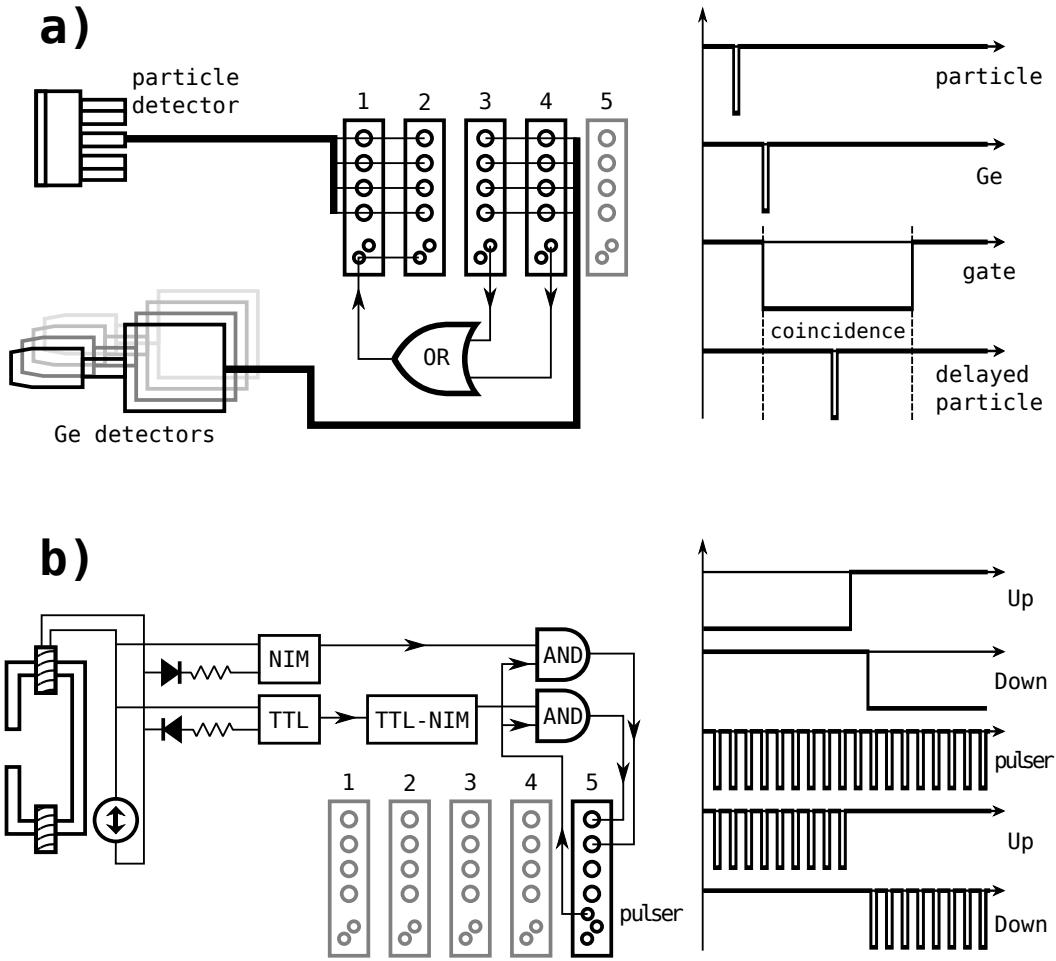 a)
particle
detector
1
2
3
4
5
OR
Ge detectors
particle
Ge
gate
coincidence
delayed
particle
b)
NIM
AND
TTL
TTL-NIM
AND
1
2
3
4
5
pulser
Up
Down
pulser
Up
Down